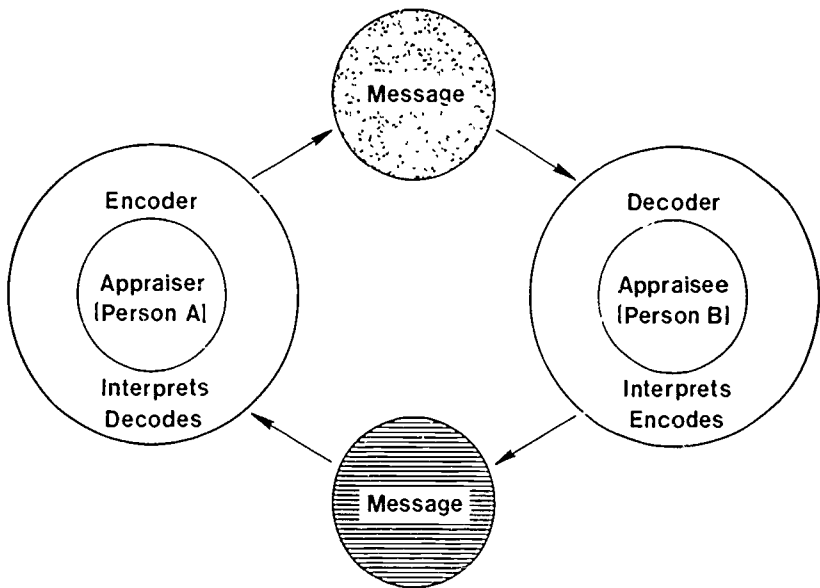 Message
Encoder
Appraiser
[Person A]
Interprets
Decodes
Decoder
Appraisee
[Person B]
Interprets
Encodes
Message